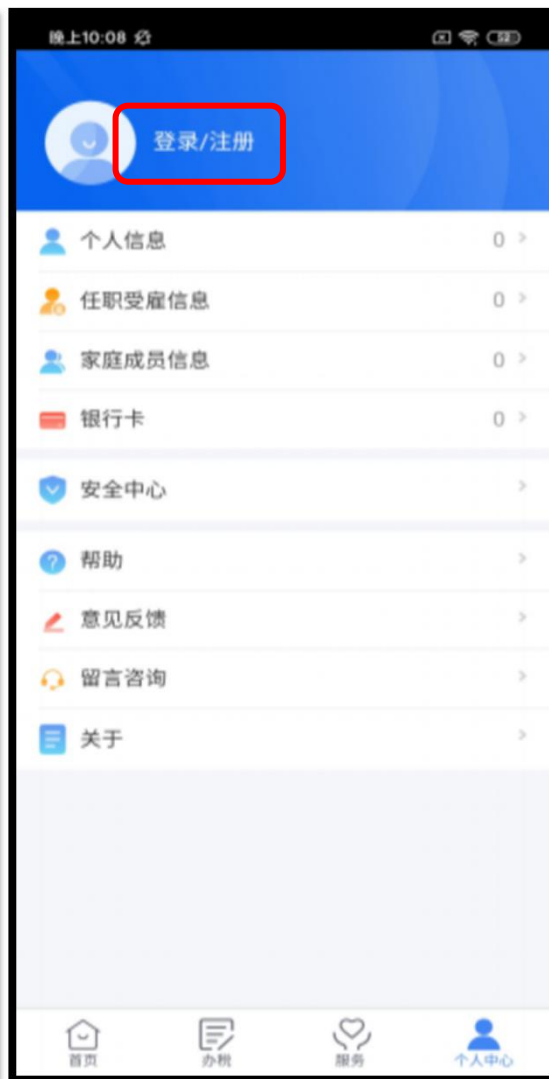 晚上10:08
登录/注册
个人信息 0
任职受雇信息 0
家庭成员信息 0
银行卡 0
安全中心
帮助
意见反馈
留言咨询
关于
首页 办税 服务 个人中心